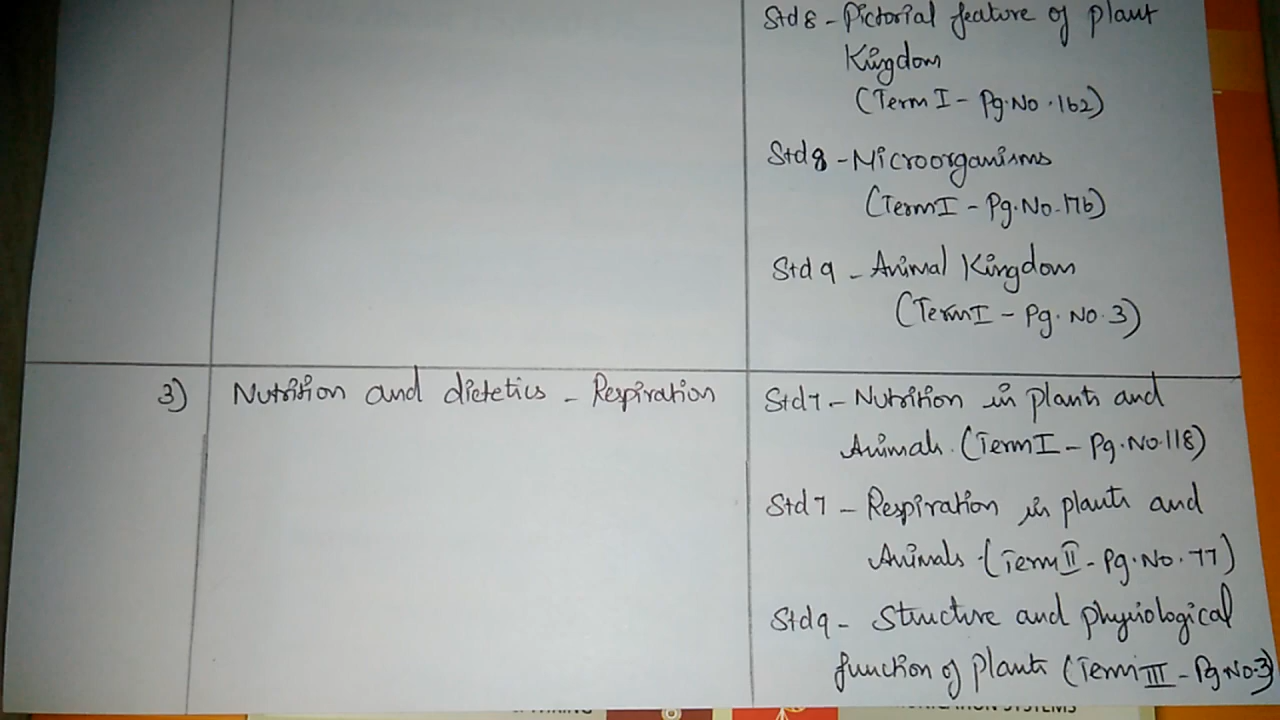 Std 8 - Pictorial feature of plant
Kingdom
(Term I - Pg.No.162)
Std 8 - Microorganisms
(Term I - Pg.No.176)
Std 9 - Animal Kingdom
(Term I - Pg.No.3)
3) Nutrition and dietetics - Respiration
Std 7 - Nutrition in plants and
Animals. (Term I - Pg.No.118)
Std 7 - Respiration in plants and
Animals - (Term II - Pg.No.77)
Std 9 - Structure and physiological
function of plants (Term III - Pg No.3)
SYSTEMS